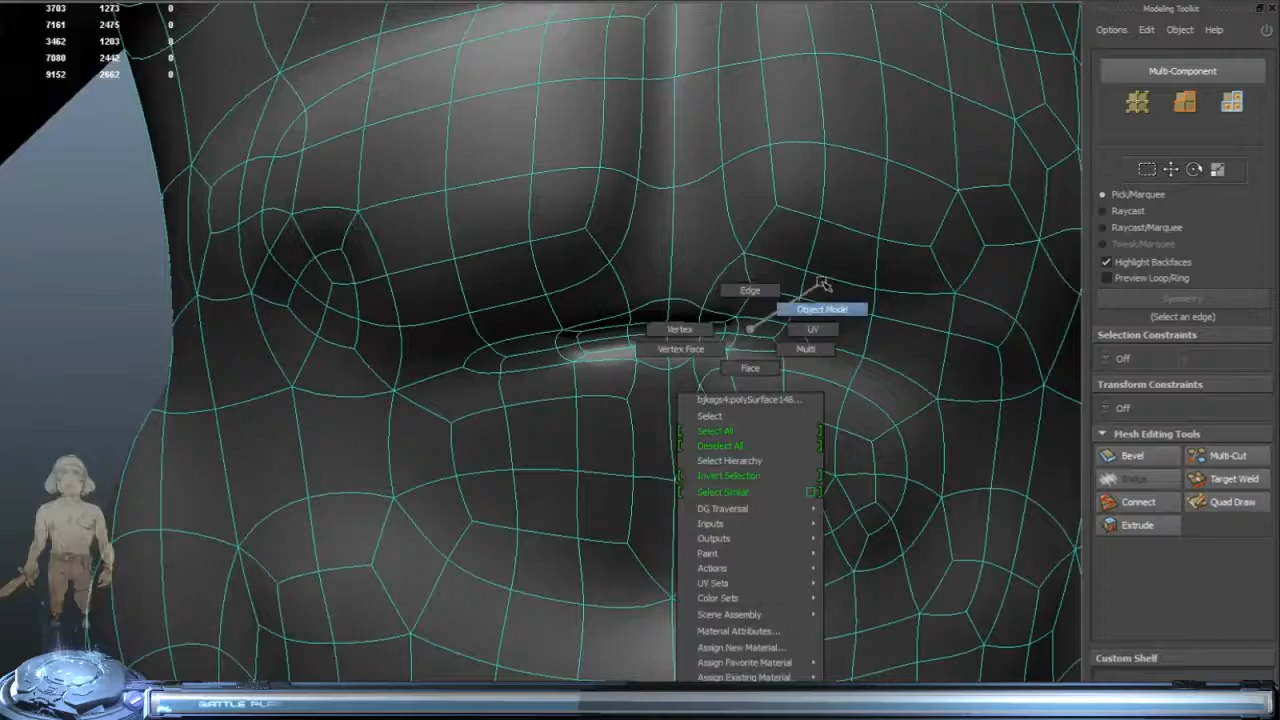 3703 1273 0
7161 2475 0
3462 1203 0
7080 2442 0
9152 2662 0
Modeling Toolkit
Options Edit Object Help
Multi-Component
Pick/Marquee
Raycast
Raycast/Marquee
Tweak/Marquee
Highlight Backfaces
Preview Loop/Ring
Symmetry
(Select an edge)
Selection Constraints
Off
Transform Constraints
Off
Mesh Editing Tools
Bevel Multi-Cut
Bridge Target Weld
Connect Quad Draw
Extrude
Custom Shelf
Edge
Object Mode
Vertex UV
Vertex Face Multi
Face
Select
Select All
Deselect All
Select Hierarchy
Invert Selection
Select Similar
DG Traversal
Inputs
Outputs
Paint
Actions
UV Sets
Color Sets
Scene Assembly
Material Attributes...
Assign New Material...
Assign Favorite Material
Assign Existing Material